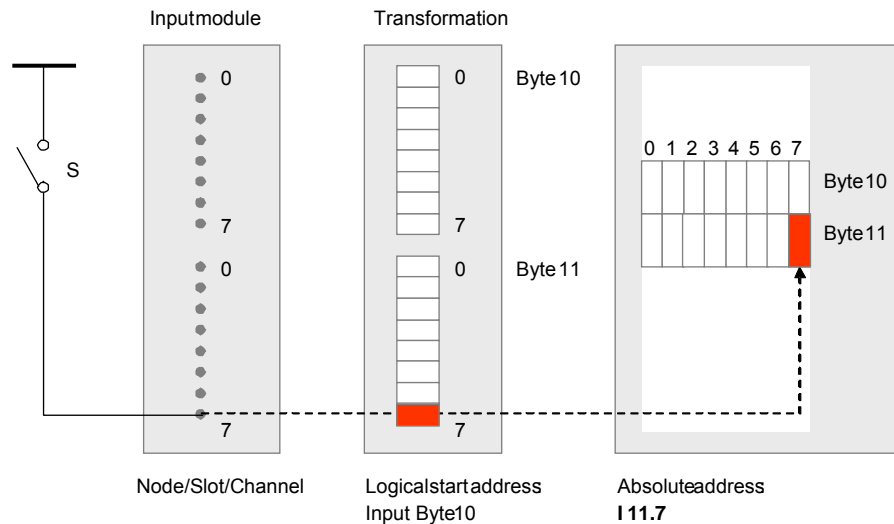 Inputmodule
Transformation
0
7
0
7
S
0
Byte10
7
0
Byte11
7
0 1 2 3 4 5 6 7
Byte10
Byte11
Node/Slot/Channel
Logicalstartaddress
Input Byte10
Absoluteaddress
I 11.7